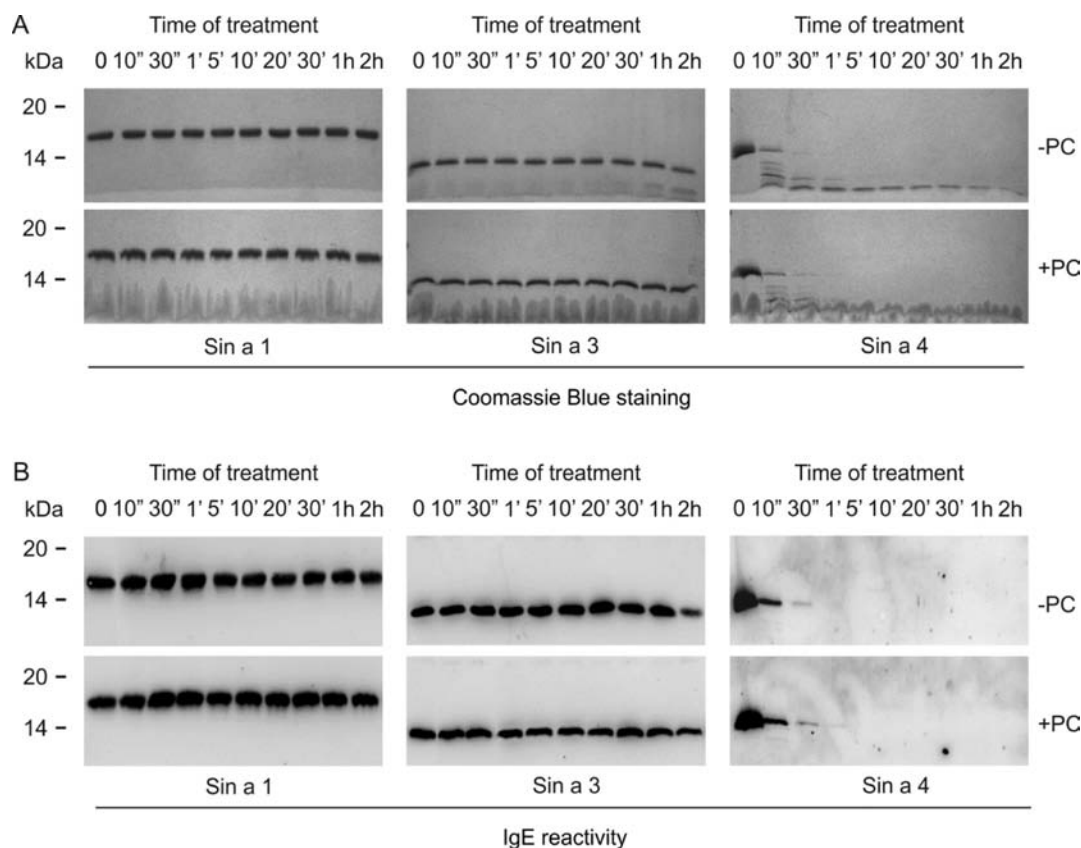 A
Time of treatment Time of treatment Time of treatment
kDa 0 10” 30” 1’ 5’ 10’ 20’ 30’ 1h 2h 0 10” 30” 1’ 5’ 10’ 20’ 30’ 1h 2h 0 10” 30” 1’ 5’ 10’ 20’ 30’ 1h 2h
20 –
14 –
-PC
20 –
14 –
+PC
Sin a 1 Sin a 3 Sin a 4
Coomassie Blue staining
B
Time of treatment Time of treatment Time of treatment
kDa 0 10” 30” 1’ 5’ 10’ 20’ 30’ 1h 2h 0 10” 30” 1’ 5’ 10’ 20’ 30’ 1h 2h 0 10” 30” 1’ 5’ 10’ 20’ 30’ 1h 2h
20 –
14 –
-PC
20 –
14 –
+PC
Sin a 1 Sin a 3 Sin a 4
IgE reactivity